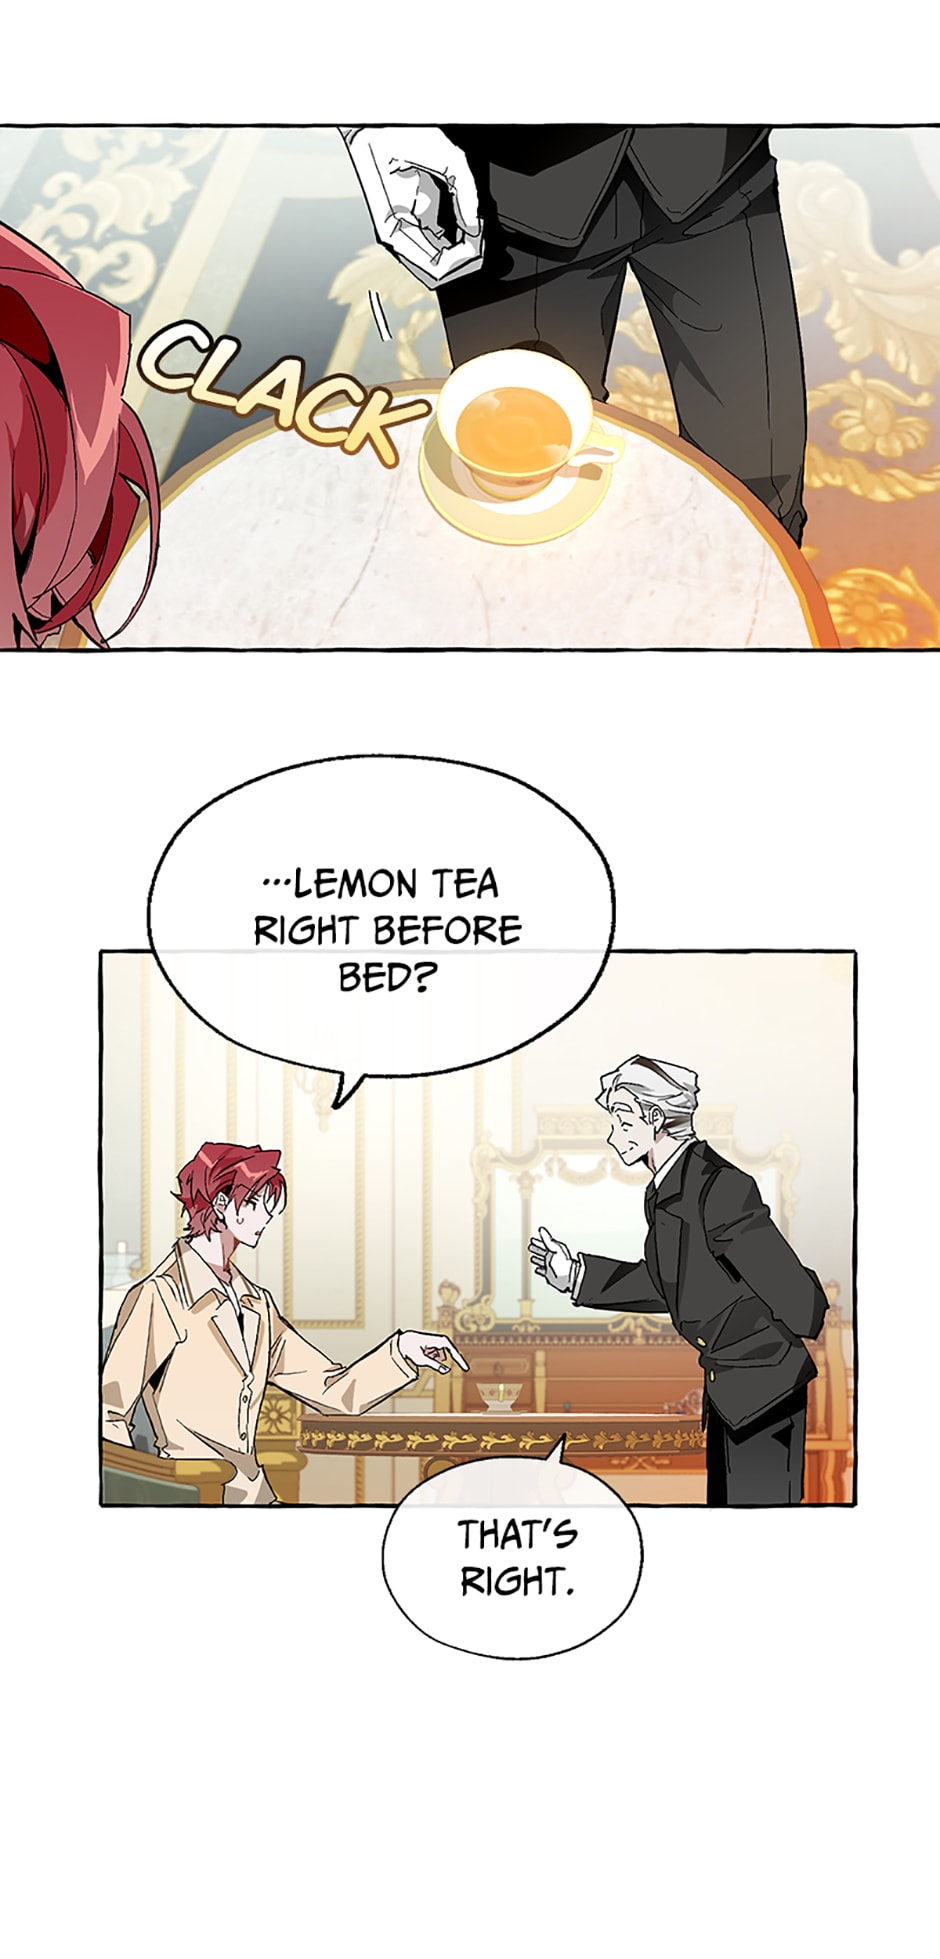 CLACK
...LEMON TEA
RIGHT BEFORE
BED?
THAT'S
RIGHT.